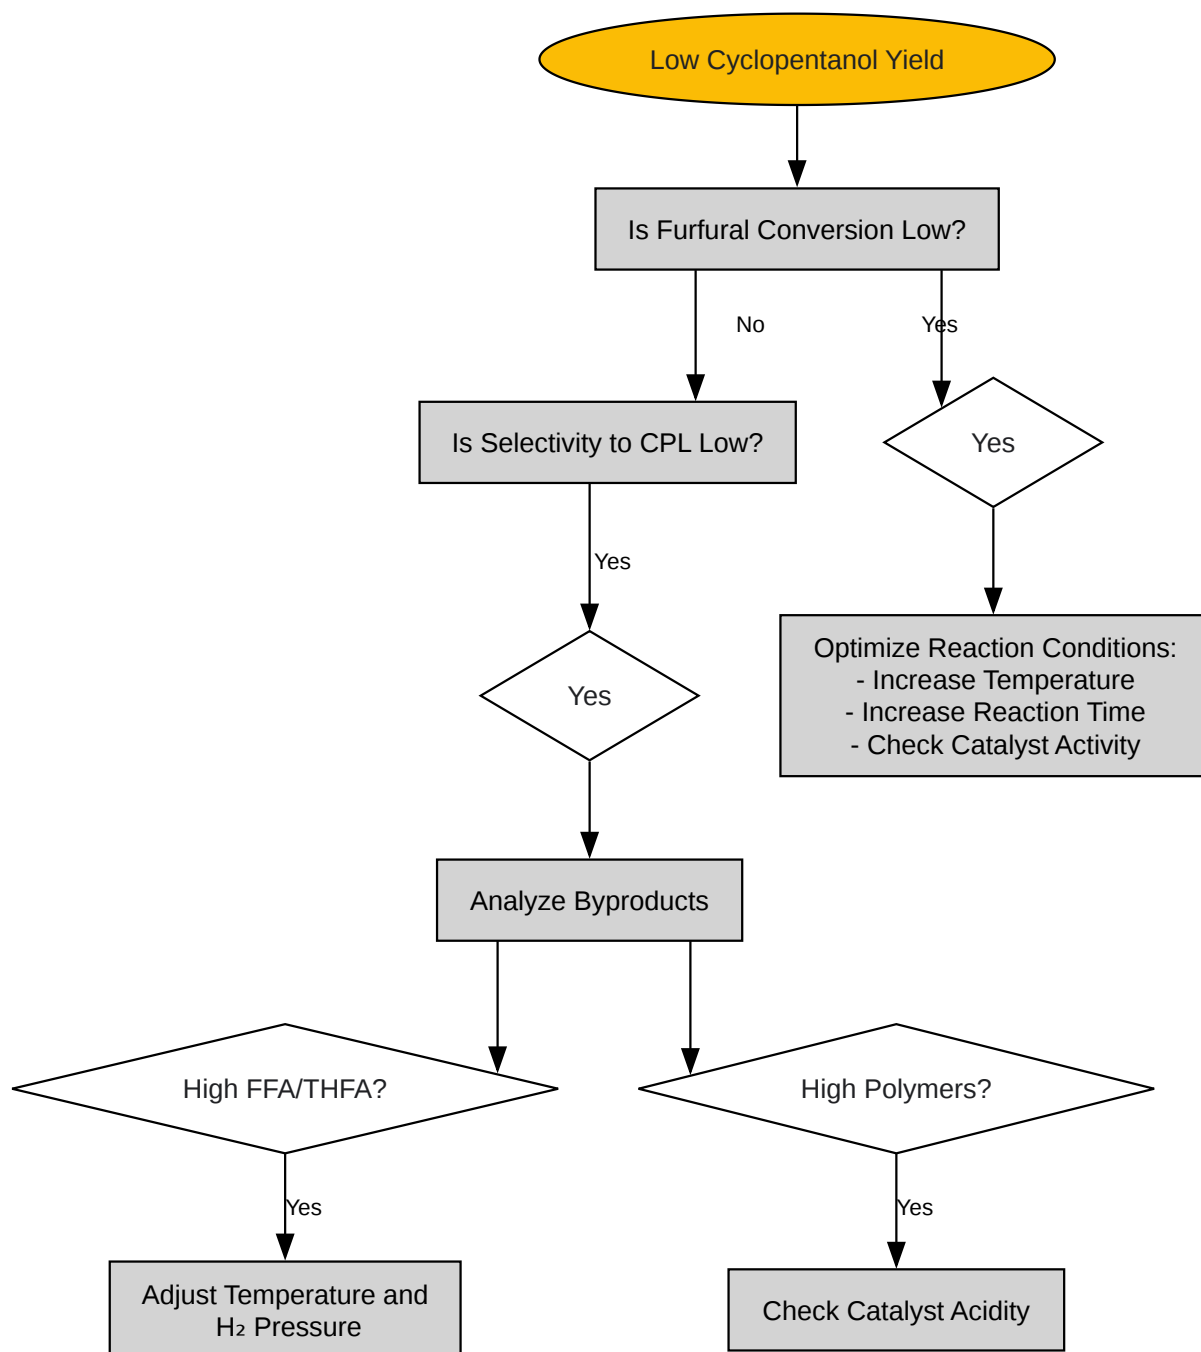 Low Cyclopentanol Yield
Is Furfural Conversion Low?
No
Yes
Is Selectivity to CPL Low?
Yes
Yes
Yes
Optimize Reaction Conditions:
- Increase Temperature
- Increase Reaction Time
- Check Catalyst Activity
Analyze Byproducts
High FFA/THFA?
High Polymers?
Yes
Yes
Adjust Temperature and
H₂ Pressure
Check Catalyst Acidity